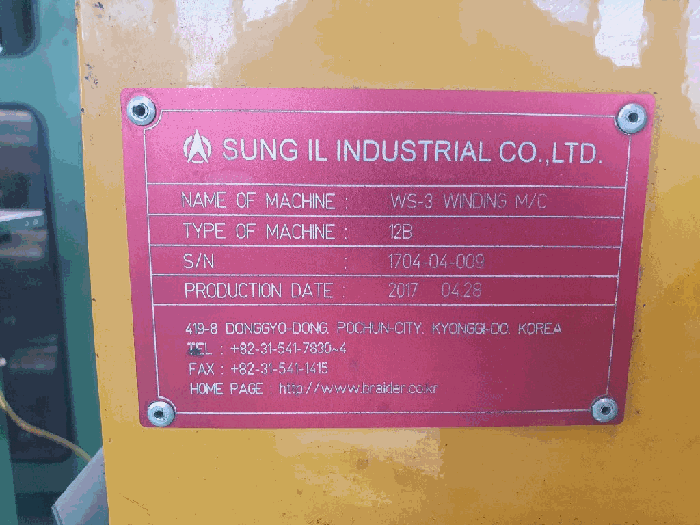 SUNG IL INDUSTRIAL CO.,LTD.
NAME OF MACHINE : WS-3 WINDING M/C
TYPE OF MACHINE : 12B
S/N : 1704-04-009
PRODUCTION DATE : 2017 04.28
419-8 DONGGYO-DONG, POCHUN-CITY, KYONGGI-DO, KOREA
TEL : +82-31-541-7830~4
FAX : +82-31-541-1415
HOME PAGE : http://www.braider.co.kr